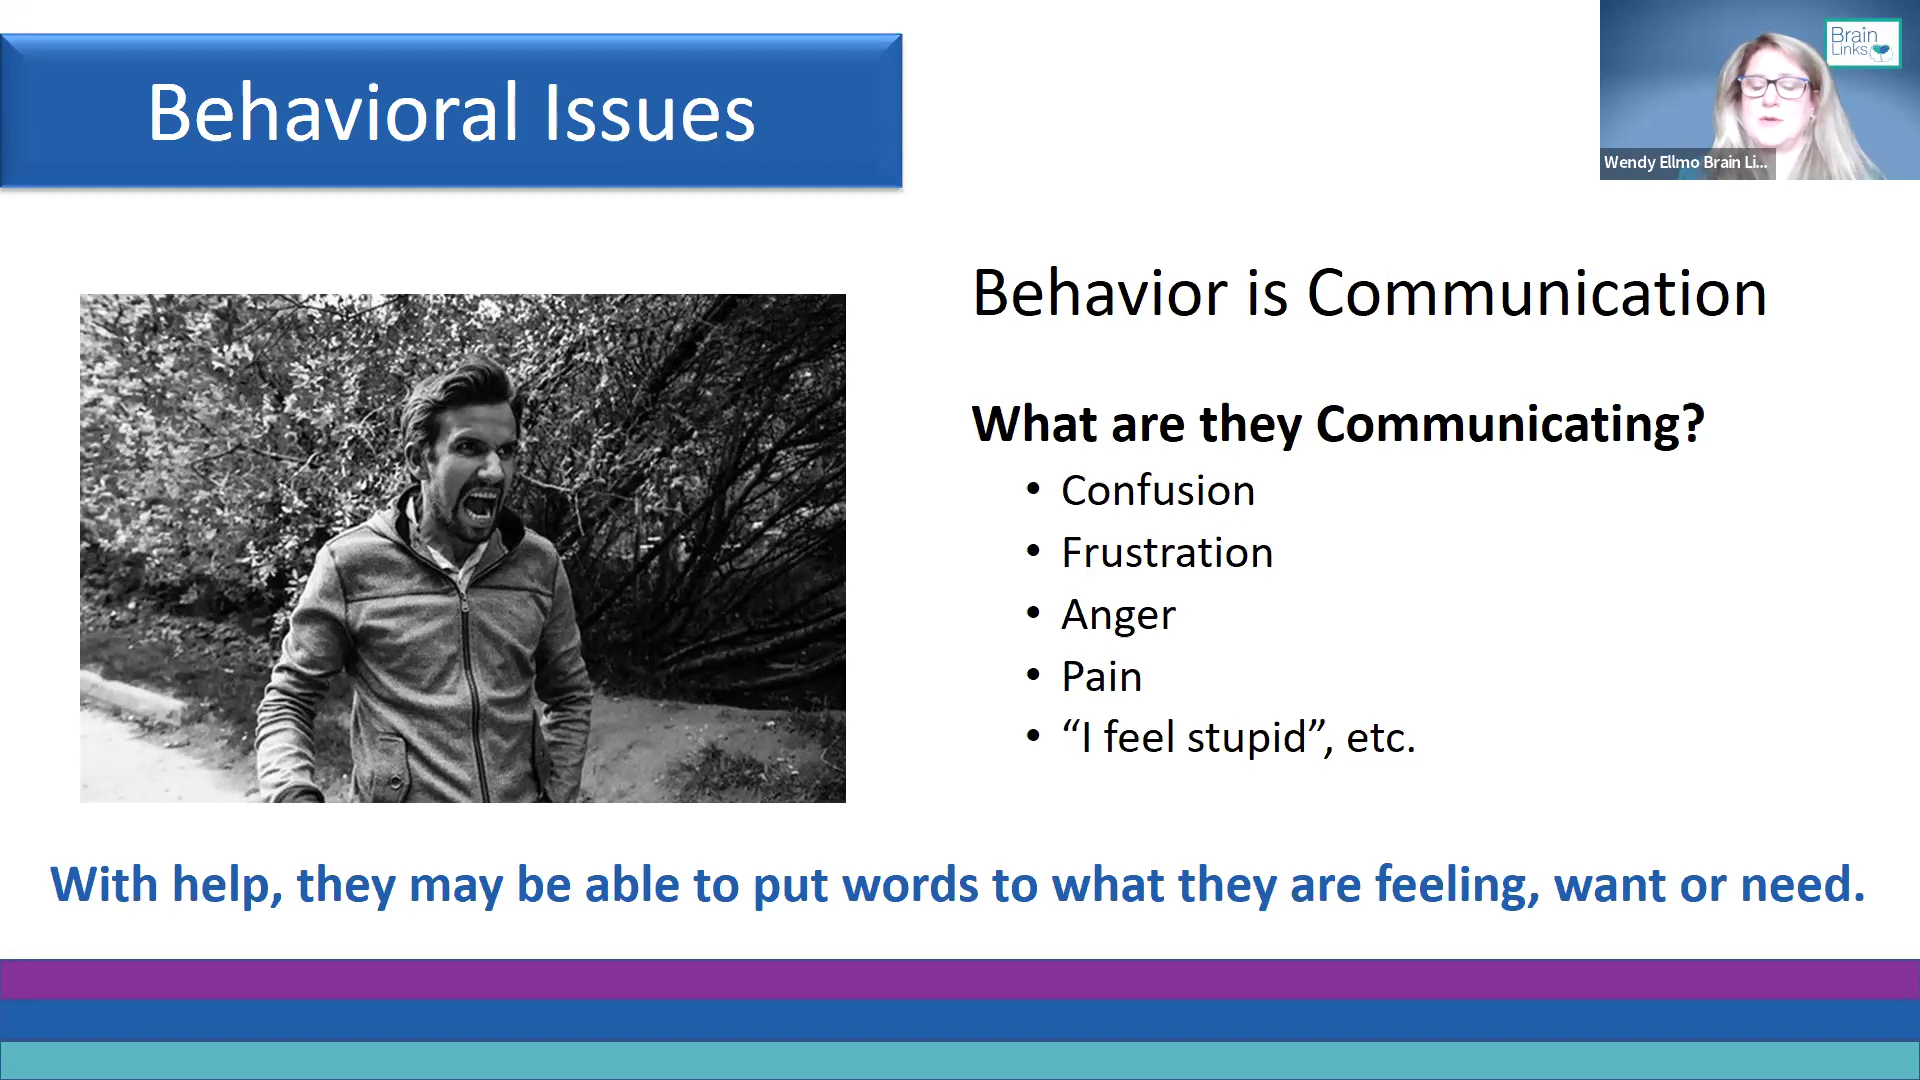 Behavioral Issues
Brain
Links
Wendy Ellmo Brain Li...
Behavior is Communication
What are they Communicating?
• Confusion
• Frustration
• Anger
• Pain
• “I feel stupid”, etc.
With help, they may be able to put words to what they are feeling, want or need.